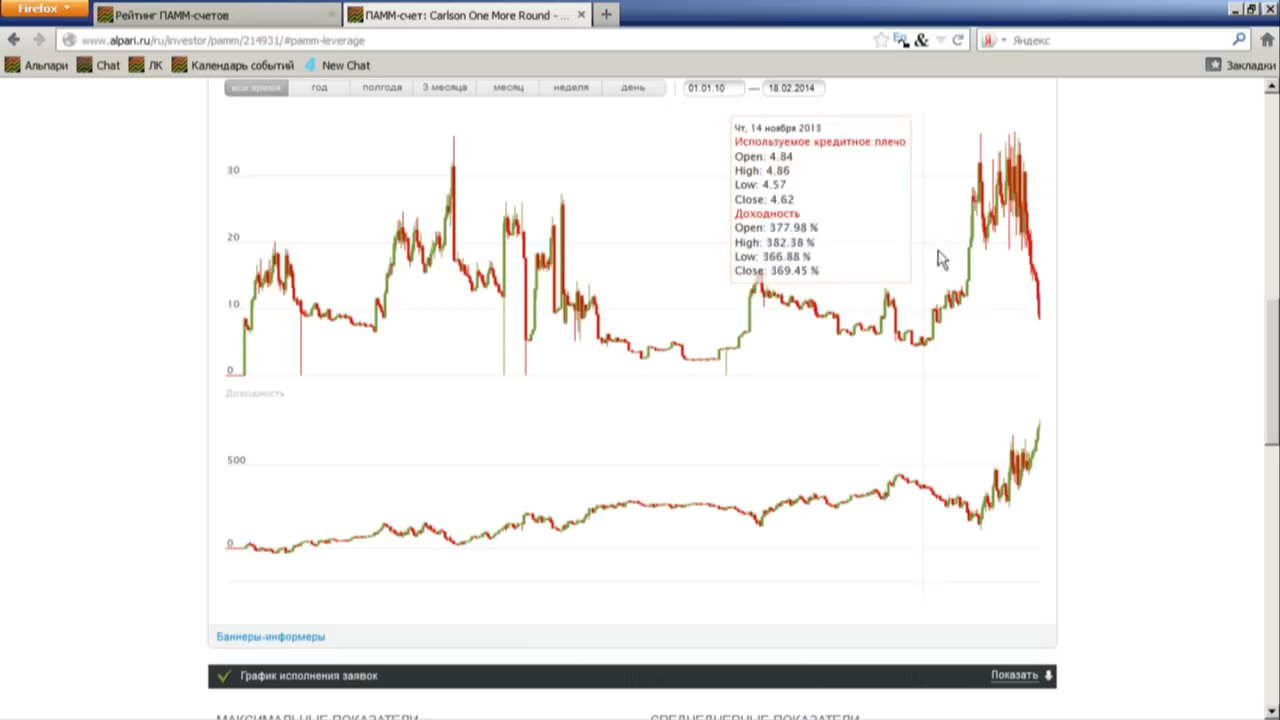 Firefox
Рейтинг ПАММ-счетов
ПАММ-счет: Carlson One More Round - ...
www.alpari.ru/ru/investor/pamm/214931/#pamm-leverage
Яндекс
Альпари
Chat
ЛК
Календарь событий
New Chat
Закладки
все время
год
полгода
3 месяца
месяц
неделя
день
01.01.10 — 18.02.2014
Чт, 14 ноября 2013
Используемое кредитное плечо
Open: 4.84
High: 4.86
Low: 4.57
Close: 4.62
Доходность
Open: 377.98 %
High: 382.38 %
Low: 366.88 %
Close: 369.45 %
30
20
10
0
Доходность
500
0
Баннеры-информеры
График исполнения заявок
Показать
МАКСИМАЛЬНЫЕ ПОКАЗАТЕЛИ
СРЕДНЕДНЕВНЫЕ ПОКАЗАТЕЛИ